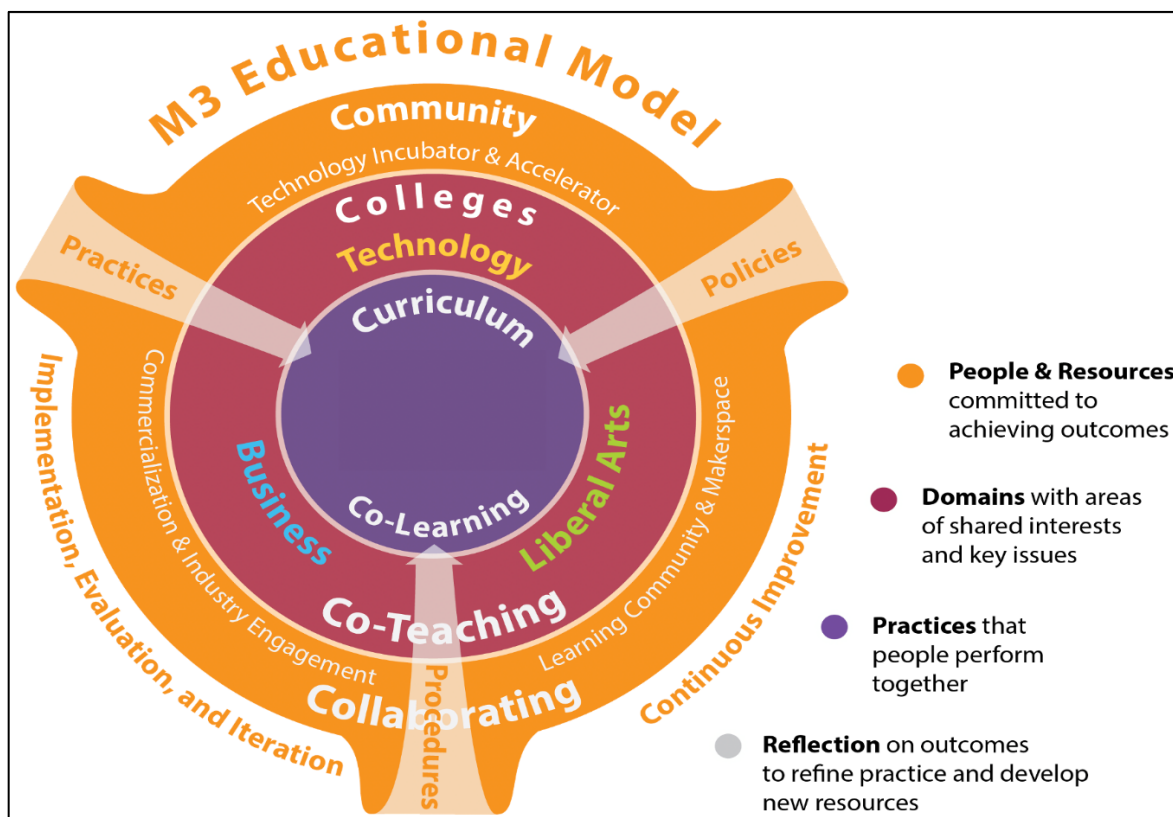 M3 Educational Model
Community
Technology Incubator & Accelerator
Colleges
Technology
Practices
Policies
Curriculum
Business
Liberal Arts
Co-Learning
Co-Teaching
Commercialization & Industry Engagement
Learning Community & Makerspace
Collaborating
Procedures
Implementation, Evaluation, and Iteration
Continuous Improvement
People & Resources
committed to
achieving outcomes
Domains with areas
of shared interests
and key issues
Practices that
people perform
together
Reflection on outcomes
to refine practice and develop
new resources